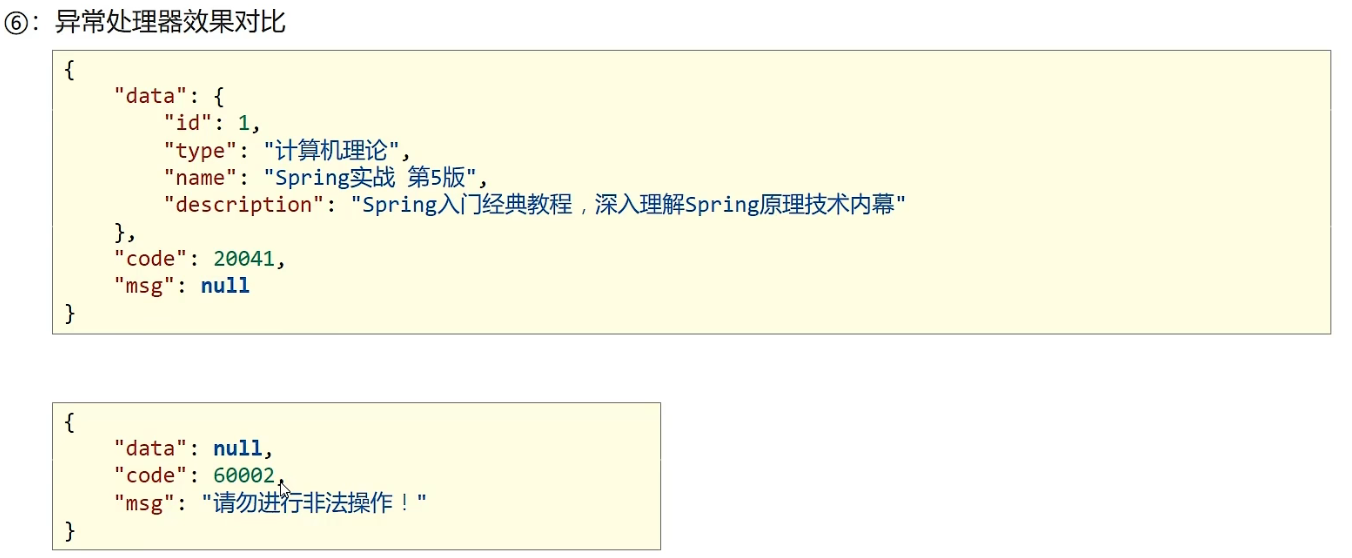 ⑥：异常处理器效果对比
{
"data": {
"id": 1,
"type": "计算机理论",
"name": "Spring实战 第5版",
"description": "Spring入门经典教程，深入理解Spring原理技术内幕"
},
"code": 20041,
"msg": null
}
{
"data": null,
"code": 60002,
"msg": "请勿进行非法操作！"
}